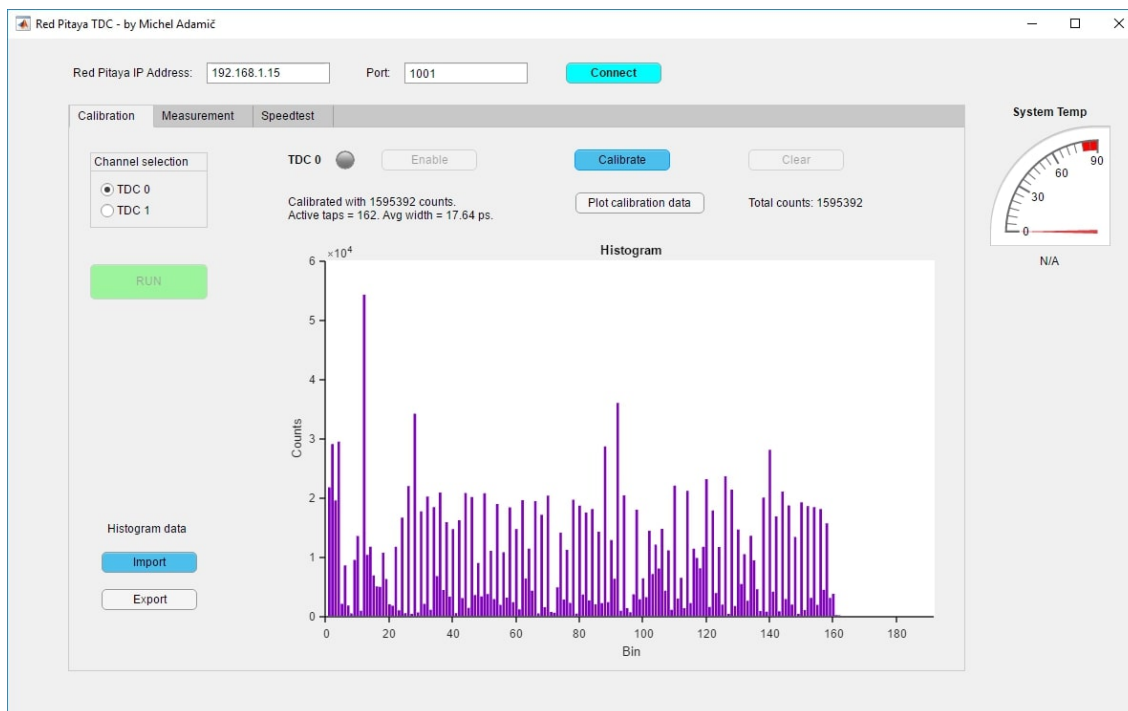 Red Pitaya TDC - by Michel Adamič
Red Pitaya IP Address: 192.168.1.15 Port: 1001 Connect
Calibration Measurement Speedtest
System Temp
Channel selection
TDC 0
TDC 1
RUN
TDC 0 Enable Calibrate Clear
Calibrated with 1595392 counts.
Active taps = 162. Avg width = 17.64 ps.
Plot calibration data
Total counts: 1595392
0 30 60 90
N/A
Histogram
×10⁴
6
5
4
3
2
1
0
Counts
0 20 40 60 80 100 120 140 160 180
Bin
Histogram data
Import
Export